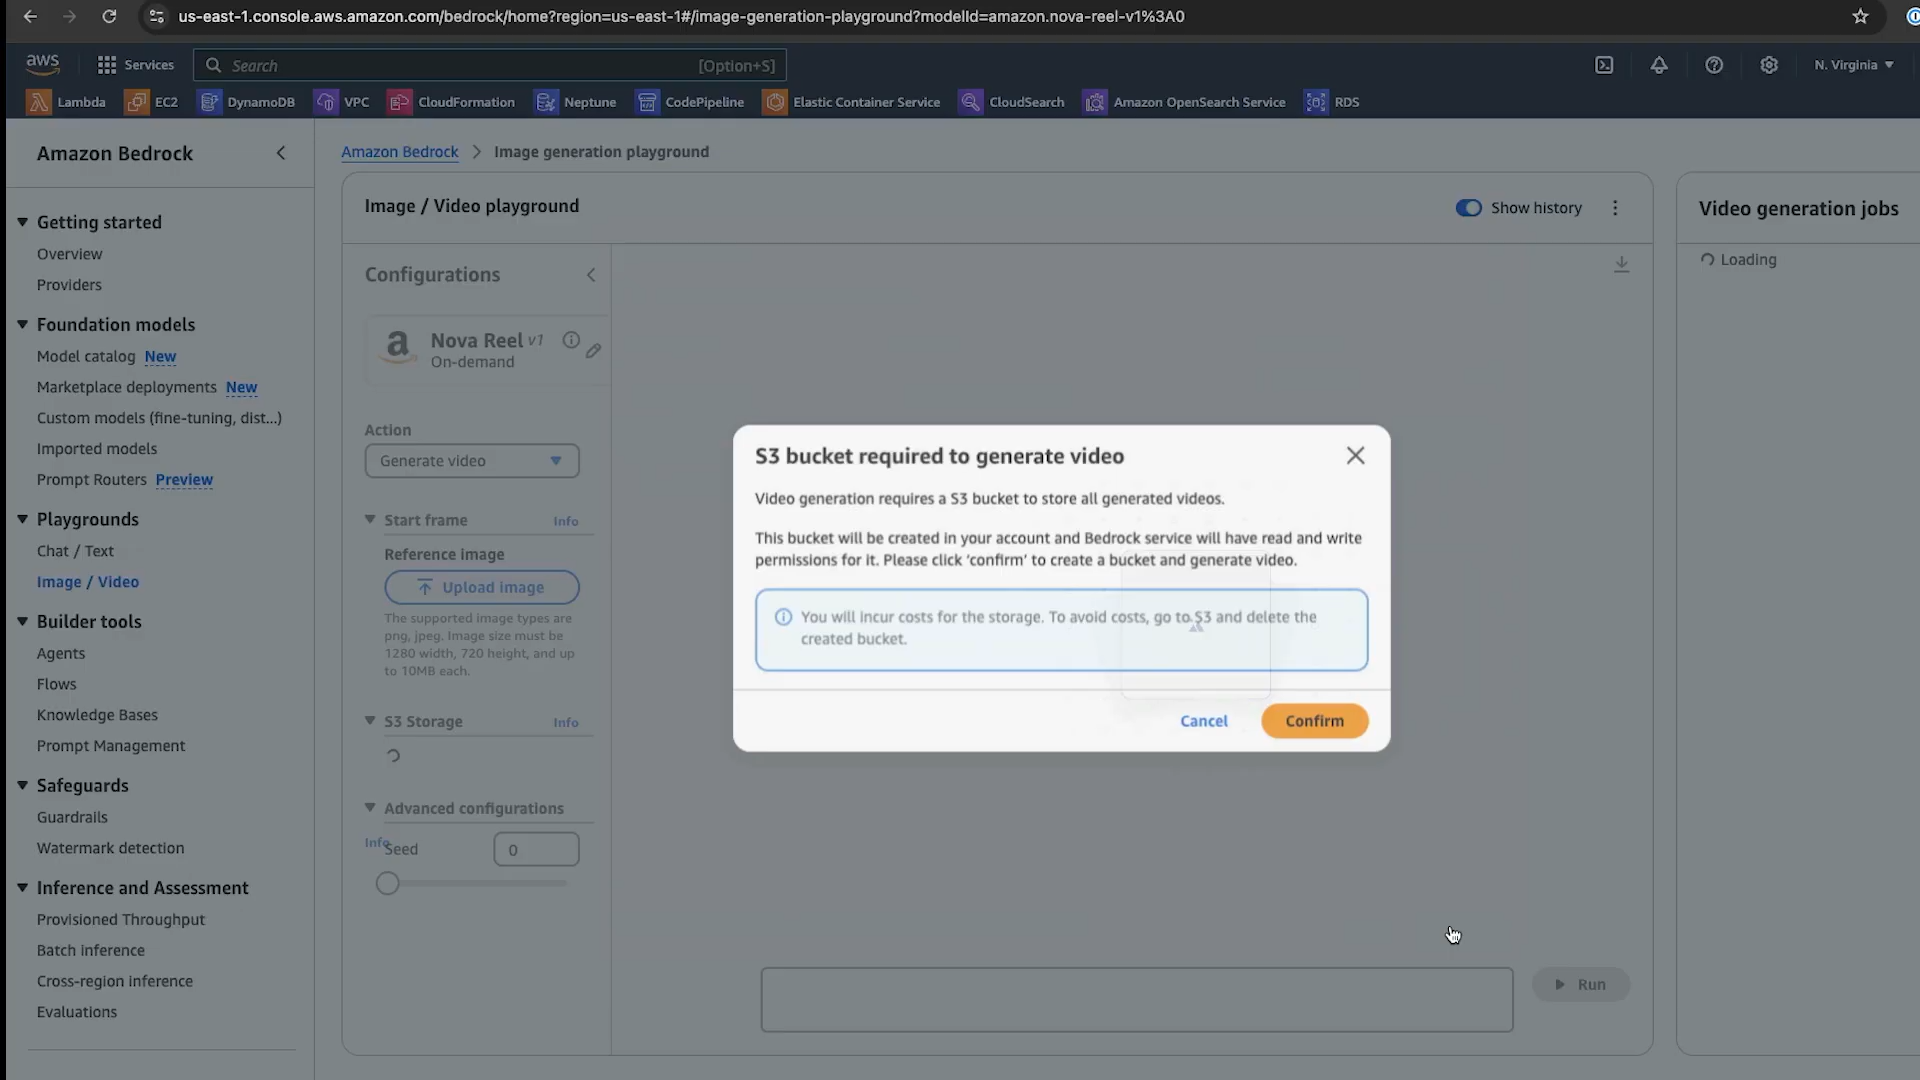 us-east-1.console.aws.amazon.com/bedrock/home?region=us-east-1#/image-generation-playground?modelId=amazon.nova-reel-v1%3A0
aws
Services
Search
[Option+S]
N. Virginia
Lambda
EC2
DynamoDB
VPC
CloudFormation
Neptune
CodePipeline
Elastic Container Service
CloudSearch
Amazon OpenSearch Service
RDS
Amazon Bedrock
Getting started
Overview
Providers
Foundation models
Model catalog New
Marketplace deployments New
Custom models (fine-tuning, dist...)
Imported models
Prompt Routers Preview
Playgrounds
Chat / Text
Image / Video
Builder tools
Agents
Flows
Knowledge Bases
Prompt Management
Safeguards
Guardrails
Watermark detection
Inference and Assessment
Provisioned Throughput
Batch inference
Cross-region inference
Evaluations
Amazon Bedrock > Image generation playground
Image / Video playground
Show history
Configurations
a
Nova Reel v1
On-demand
Action
Generate video
Start frame Info
Reference image
Upload image
The supported image types are
png, jpeg. Image size must be
1280 width, 720 height, and up
to 10MB each.
S3 Storage Info
Advanced configurations
Info
Seed
0
S3 bucket required to generate video
Video generation requires a S3 bucket to store all generated videos.
This bucket will be created in your account and Bedrock service will have read and write
permissions for it. Please click 'confirm' to create a bucket and generate video.
You will incur costs for the storage. To avoid costs, go to S3 and delete the
created bucket.
Cancel
Confirm
Run
Video generation jobs
Loading